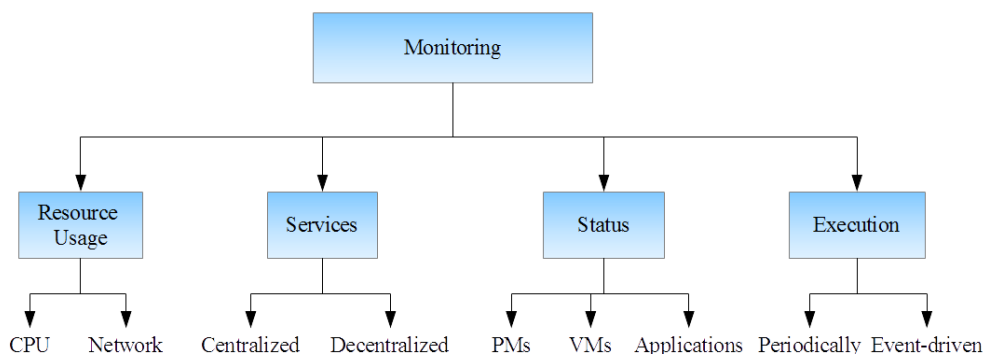 Monitoring
Resource
Usage
Services
Status
Execution
CPU
Network
Centralized
Decentralized
PMs
VMs
Applications
Periodically
Event-driven